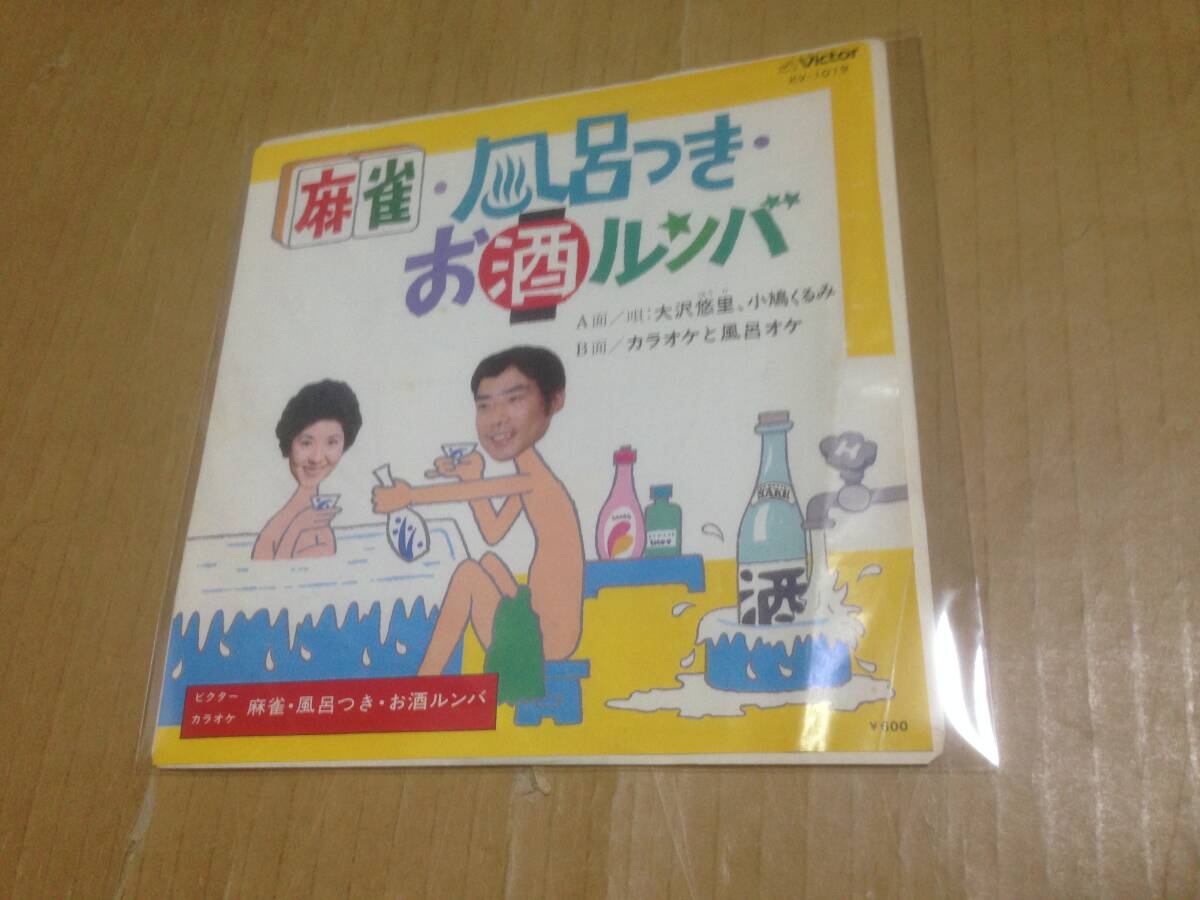 Victor
KV-1019
麻雀・風呂つき・
お酒ルンバ
A面/唄:大沢悠里、小鳩くるみ
B面/カラオケと風呂オケ
H
SAKE
酒
ビクター
カラオケ
麻雀・風呂つき・お酒ルンバ
¥600